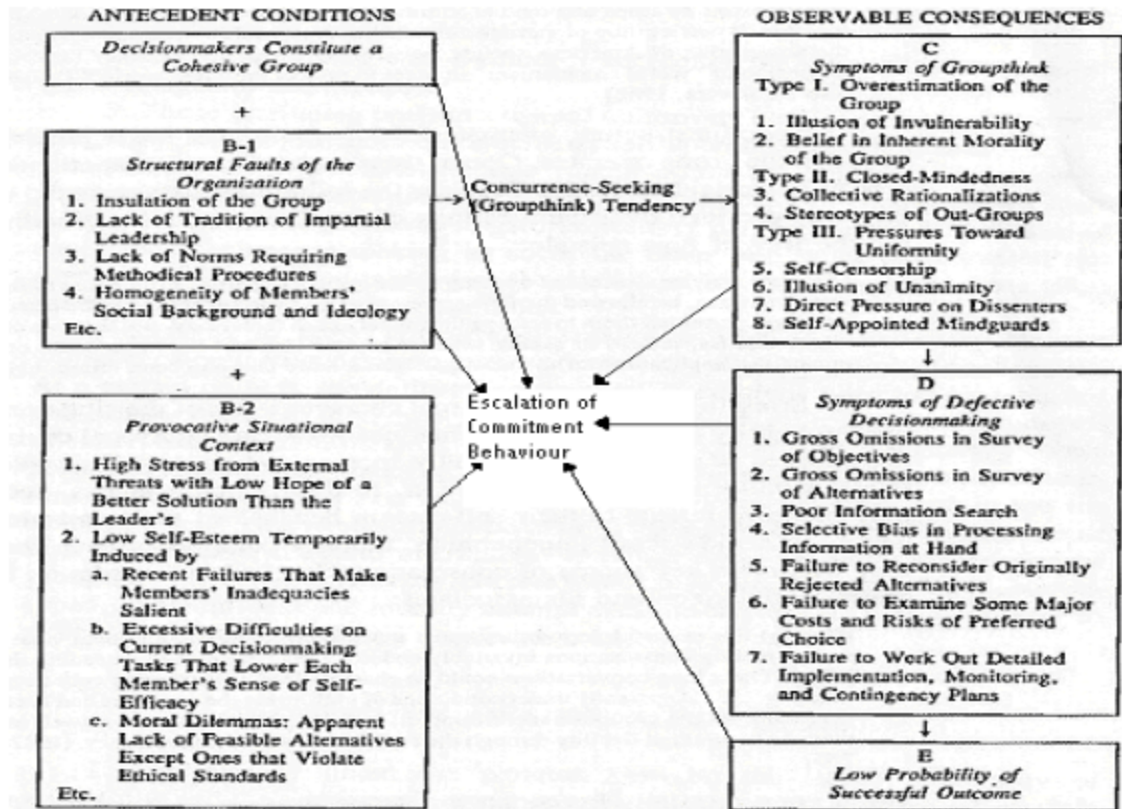 ANTECEDENT CONDITIONS
Decisionmakers Constitute a
Cohesive Group
+
B-1
Structural Faults of the
Organization
1. Insulation of the Group
2. Lack of Tradition of Impartial
Leadership
3. Lack of Norms Requiring
Methodical Procedures
4. Homogeneity of Members'
Social Background and Ideology
Etc.
+
B-2
Provocative Situational
Context
1. High Stress from External
Threats with Low Hope of a
Better Solution Than the
Leader's
2. Low Self-Esteem Temporarily
Induced by
a. Recent Failures That Make
Members' Inadequacies
Salient
b. Excessive Difficulties on
Current Decisionmaking
Tasks That Lower Each
Member's Sense of Self-
Efficacy
c. Moral Dilemmas: Apparent
Lack of Feasible Alternatives
Except Ones that Violate
Ethical Standards
Etc.
Concurrence-Seeking
(Groupthink) Tendency
Escalation of
Commitment
Behaviour
OBSERVABLE CONSEQUENCES
C
Symptoms of Groupthink
Type I. Overestimation of the
Group
1. Illusion of Invulnerability
2. Belief in Inherent Morality
of the Group
Type II. Closed-Mindedness
3. Collective Rationalizations
4. Stereotypes of Out-Groups
Type III. Pressures Toward
Uniformity
5. Self-Censorship
6. Illusion of Unanimity
7. Direct Pressure on Dissenters
8. Self-Appointed Mindguards
D
Symptoms of Defective
Decisionmaking
1. Gross Omissions in Survey
of Objectives
2. Gross Omissions in Survey
of Alternatives
3. Poor Information Search
4. Selective Bias in Processing
Information at Hand
5. Failure to Reconsider Originally
Rejected Alternatives
6. Failure to Examine Some Major
Costs and Risks of Preferred
Choice
7. Failure to Work Out Detailed
Implementation, Monitoring,
and Contingency Plans
E
Low Probability of
Successful Outcome